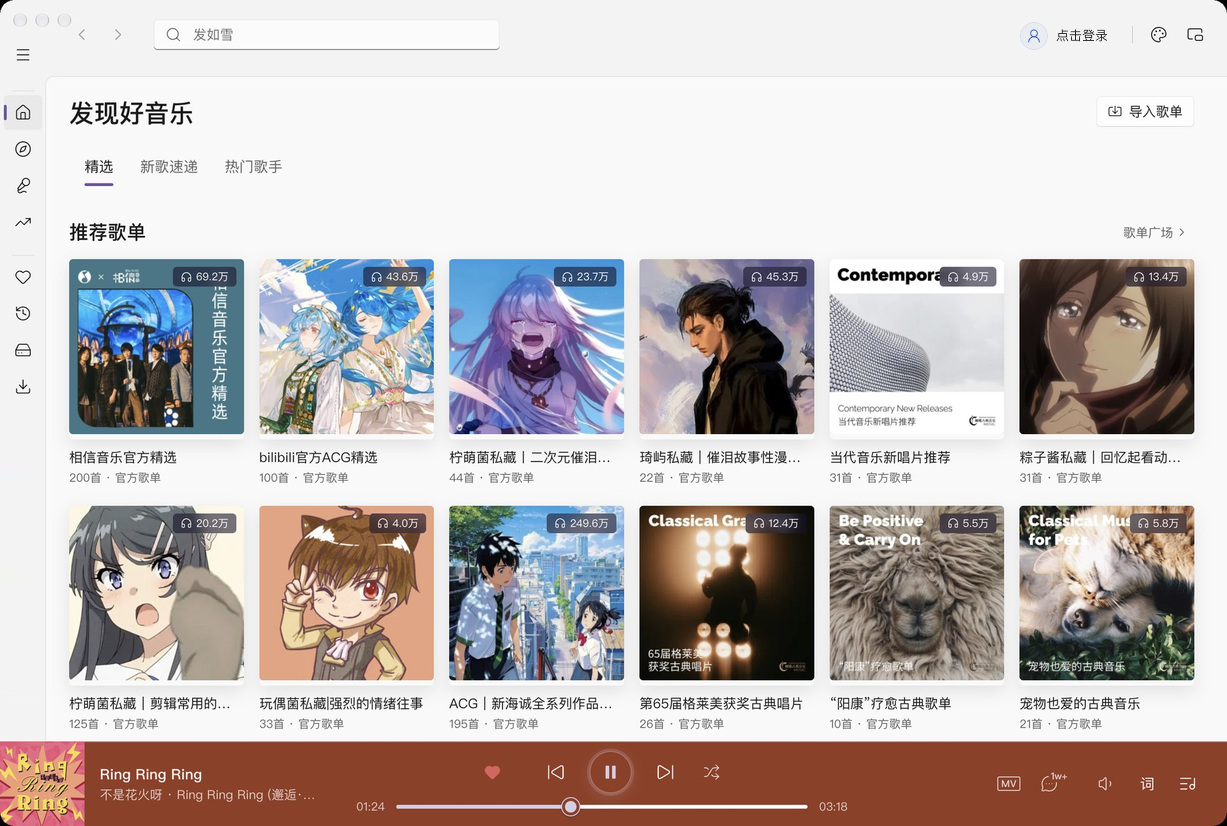 发如雪
点击登录
发现好音乐
导入歌单
精选
新歌速递
热门歌手
推荐歌单
歌单广场
69.2万
相信音乐官方精选
43.6万
23.7万
45.3万
Contempora
4.9万
Contemporary New Releases
当代音乐新唱片推荐
13.4万
相信音乐官方精选
200首 · 官方歌单
bilibili官方ACG精选
100首 · 官方歌单
柠萌菌私藏丨二次元催泪...
44首 · 官方歌单
琦屿私藏丨催泪故事性漫...
22首 · 官方歌单
当代音乐新唱片推荐
31首 · 官方歌单
粽子酱私藏丨回忆起看动...
31首 · 官方歌单
20.2万
4.0万
249.6万
Classical Gra
12.4万
65届格莱美
获奖古典唱片
Be Positive
& Carry On
5.5万
“阳康”疗愈歌单
Classical Mus
for Pets
5.8万
宠物也爱的古典音乐
柠萌菌私藏丨剪辑常用的...
125首 · 官方歌单
玩偶菌私藏|强烈的情绪往事
33首 · 官方歌单
ACG丨新海诚全系列作品...
195首 · 官方歌单
第65届格莱美获奖古典唱片
26首 · 官方歌单
“阳康”疗愈古典歌单
10首 · 官方歌单
宠物也爱的古典音乐
21首 · 官方歌单
Ring
Ring
Ring
Ring Ring Ring
不是花火呀 · Ring Ring Ring (邂逅·...
01:24
03:18
MV
1w+
词